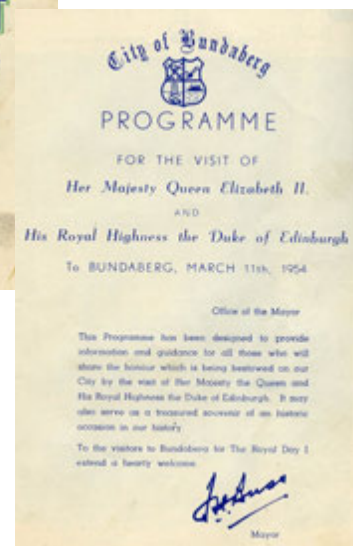 City of Bundaberg
PROGRAMME
FOR THE VISIT OF
Her Majesty Queen Elizabeth II.
AND
His Royal Highness the Duke of Edinburgh
To BUNDABERG, MARCH 11th, 1954
Office of the Mayor
This Programme has been designed to provide
information and guidance for all those who will
share the honour which is being bestowed on our
City by the visit of Her Majesty the Queen and
His Royal Highness the Duke of Edinburgh. It may
also serve as a treasured souvenir of an historic
occasion in our history.
To the visitors to Bundaberg for The Royal Day I
extend a hearty welcome.
Mayor